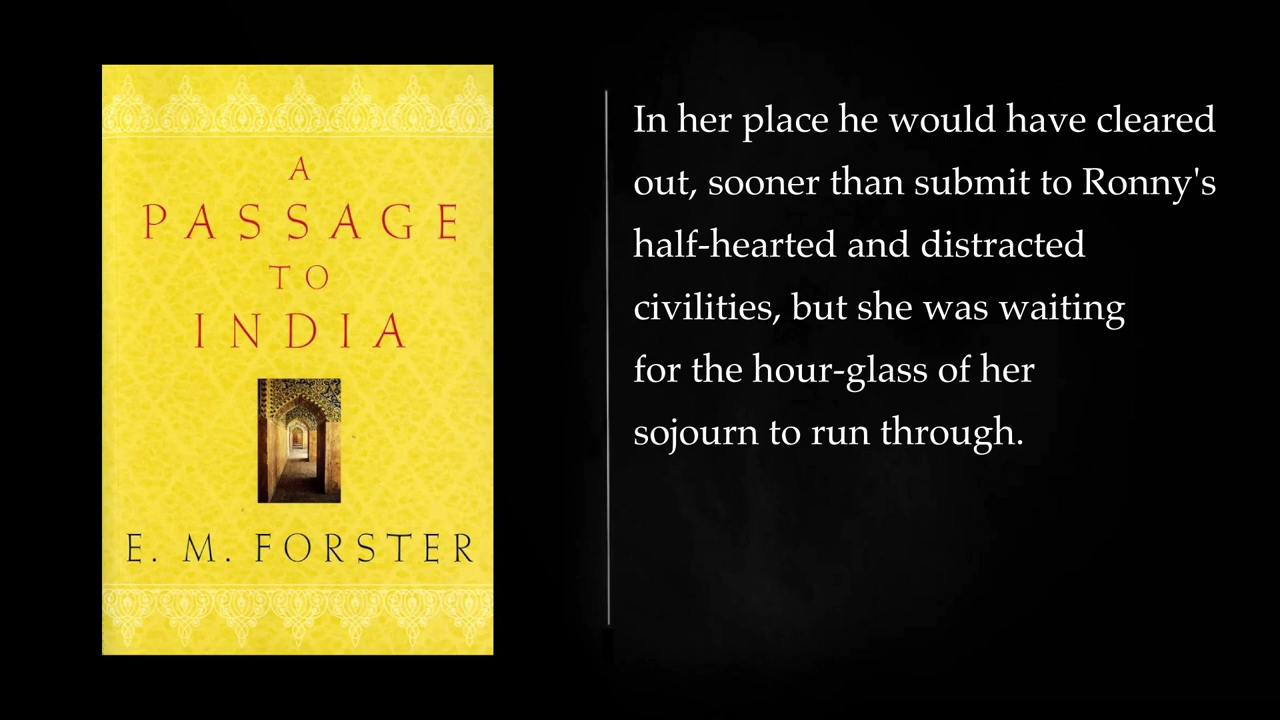 A
PASSAGE
TO
INDIA
E. M. FORSTER
In her place he would have cleared
out, sooner than submit to Ronny's
half-hearted and distracted
civilities, but she was waiting
for the hour-glass of her
sojourn to run through.